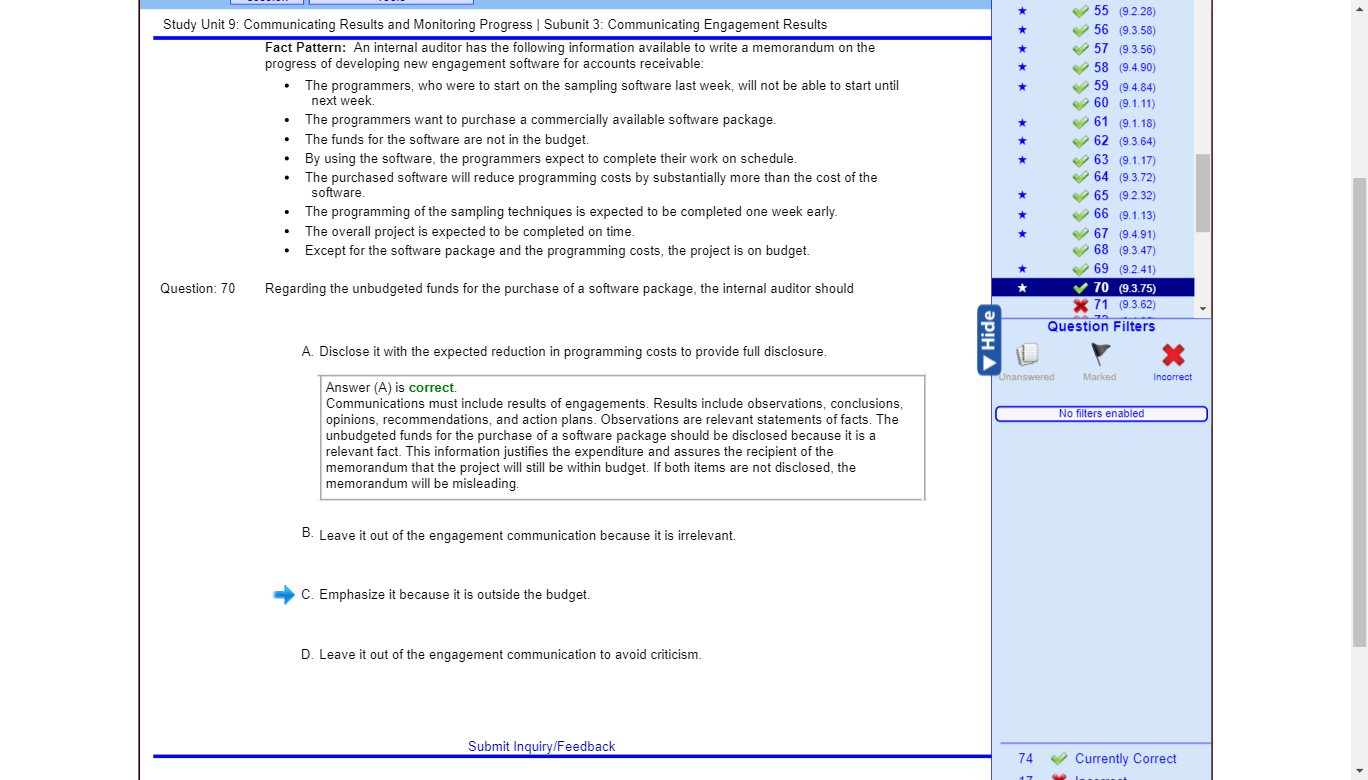 Study Unit 9: Communicating Results and Monitoring Progress | Subunit 3: Communicating Engagement Results
Fact Pattern: An internal auditor has the following information available to write a memorandum on the
progress of developing new engagement software for accounts receivable:
• The programmers, who were to start on the sampling software last week, will not be able to start until
next week.
• The programmers want to purchase a commercially available software package.
• The funds for the software are not in the budget.
• By using the software, the programmers expect to complete their work on schedule.
• The purchased software will reduce programming costs by substantially more than the cost of the
software.
• The programming of the sampling techniques is expected to be completed one week early.
• The overall project is expected to be completed on time.
• Except for the software package and the programming costs, the project is on budget.
Question: 70 Regarding the unbudgeted funds for the purchase of a software package, the internal auditor should
A. Disclose it with the expected reduction in programming costs to provide full disclosure.
Answer (A) is correct.
Communications must include results of engagements. Results include observations, conclusions,
opinions, recommendations, and action plans. Observations are relevant statements of facts. The
unbudgeted funds for the purchase of a software package should be disclosed because it is a
relevant fact. This information justifies the expenditure and assures the recipient of the
memorandum that the project will still be within budget. If both items are not disclosed, the
memorandum will be misleading.
B. Leave it out of the engagement communication because it is irrelevant.
C. Emphasize it because it is outside the budget.
D. Leave it out of the engagement communication to avoid criticism.
Submit Inquiry/Feedback
55 (9.2.28)
56 (9.3.58)
57 (9.3.56)
58 (9.4.90)
59 (9.4.84)
60 (9.1.11)
61 (9.1.18)
62 (9.3.64)
63 (9.1.17)
64 (9.3.72)
65 (9.2.32)
66 (9.1.13)
67 (9.4.91)
68 (9.3.47)
69 (9.2.41)
70 (9.3.75)
71 (9.3.62)
Hide
Question Filters
Unanswered Marked Incorrect
No filters enabled
74 Currently Correct